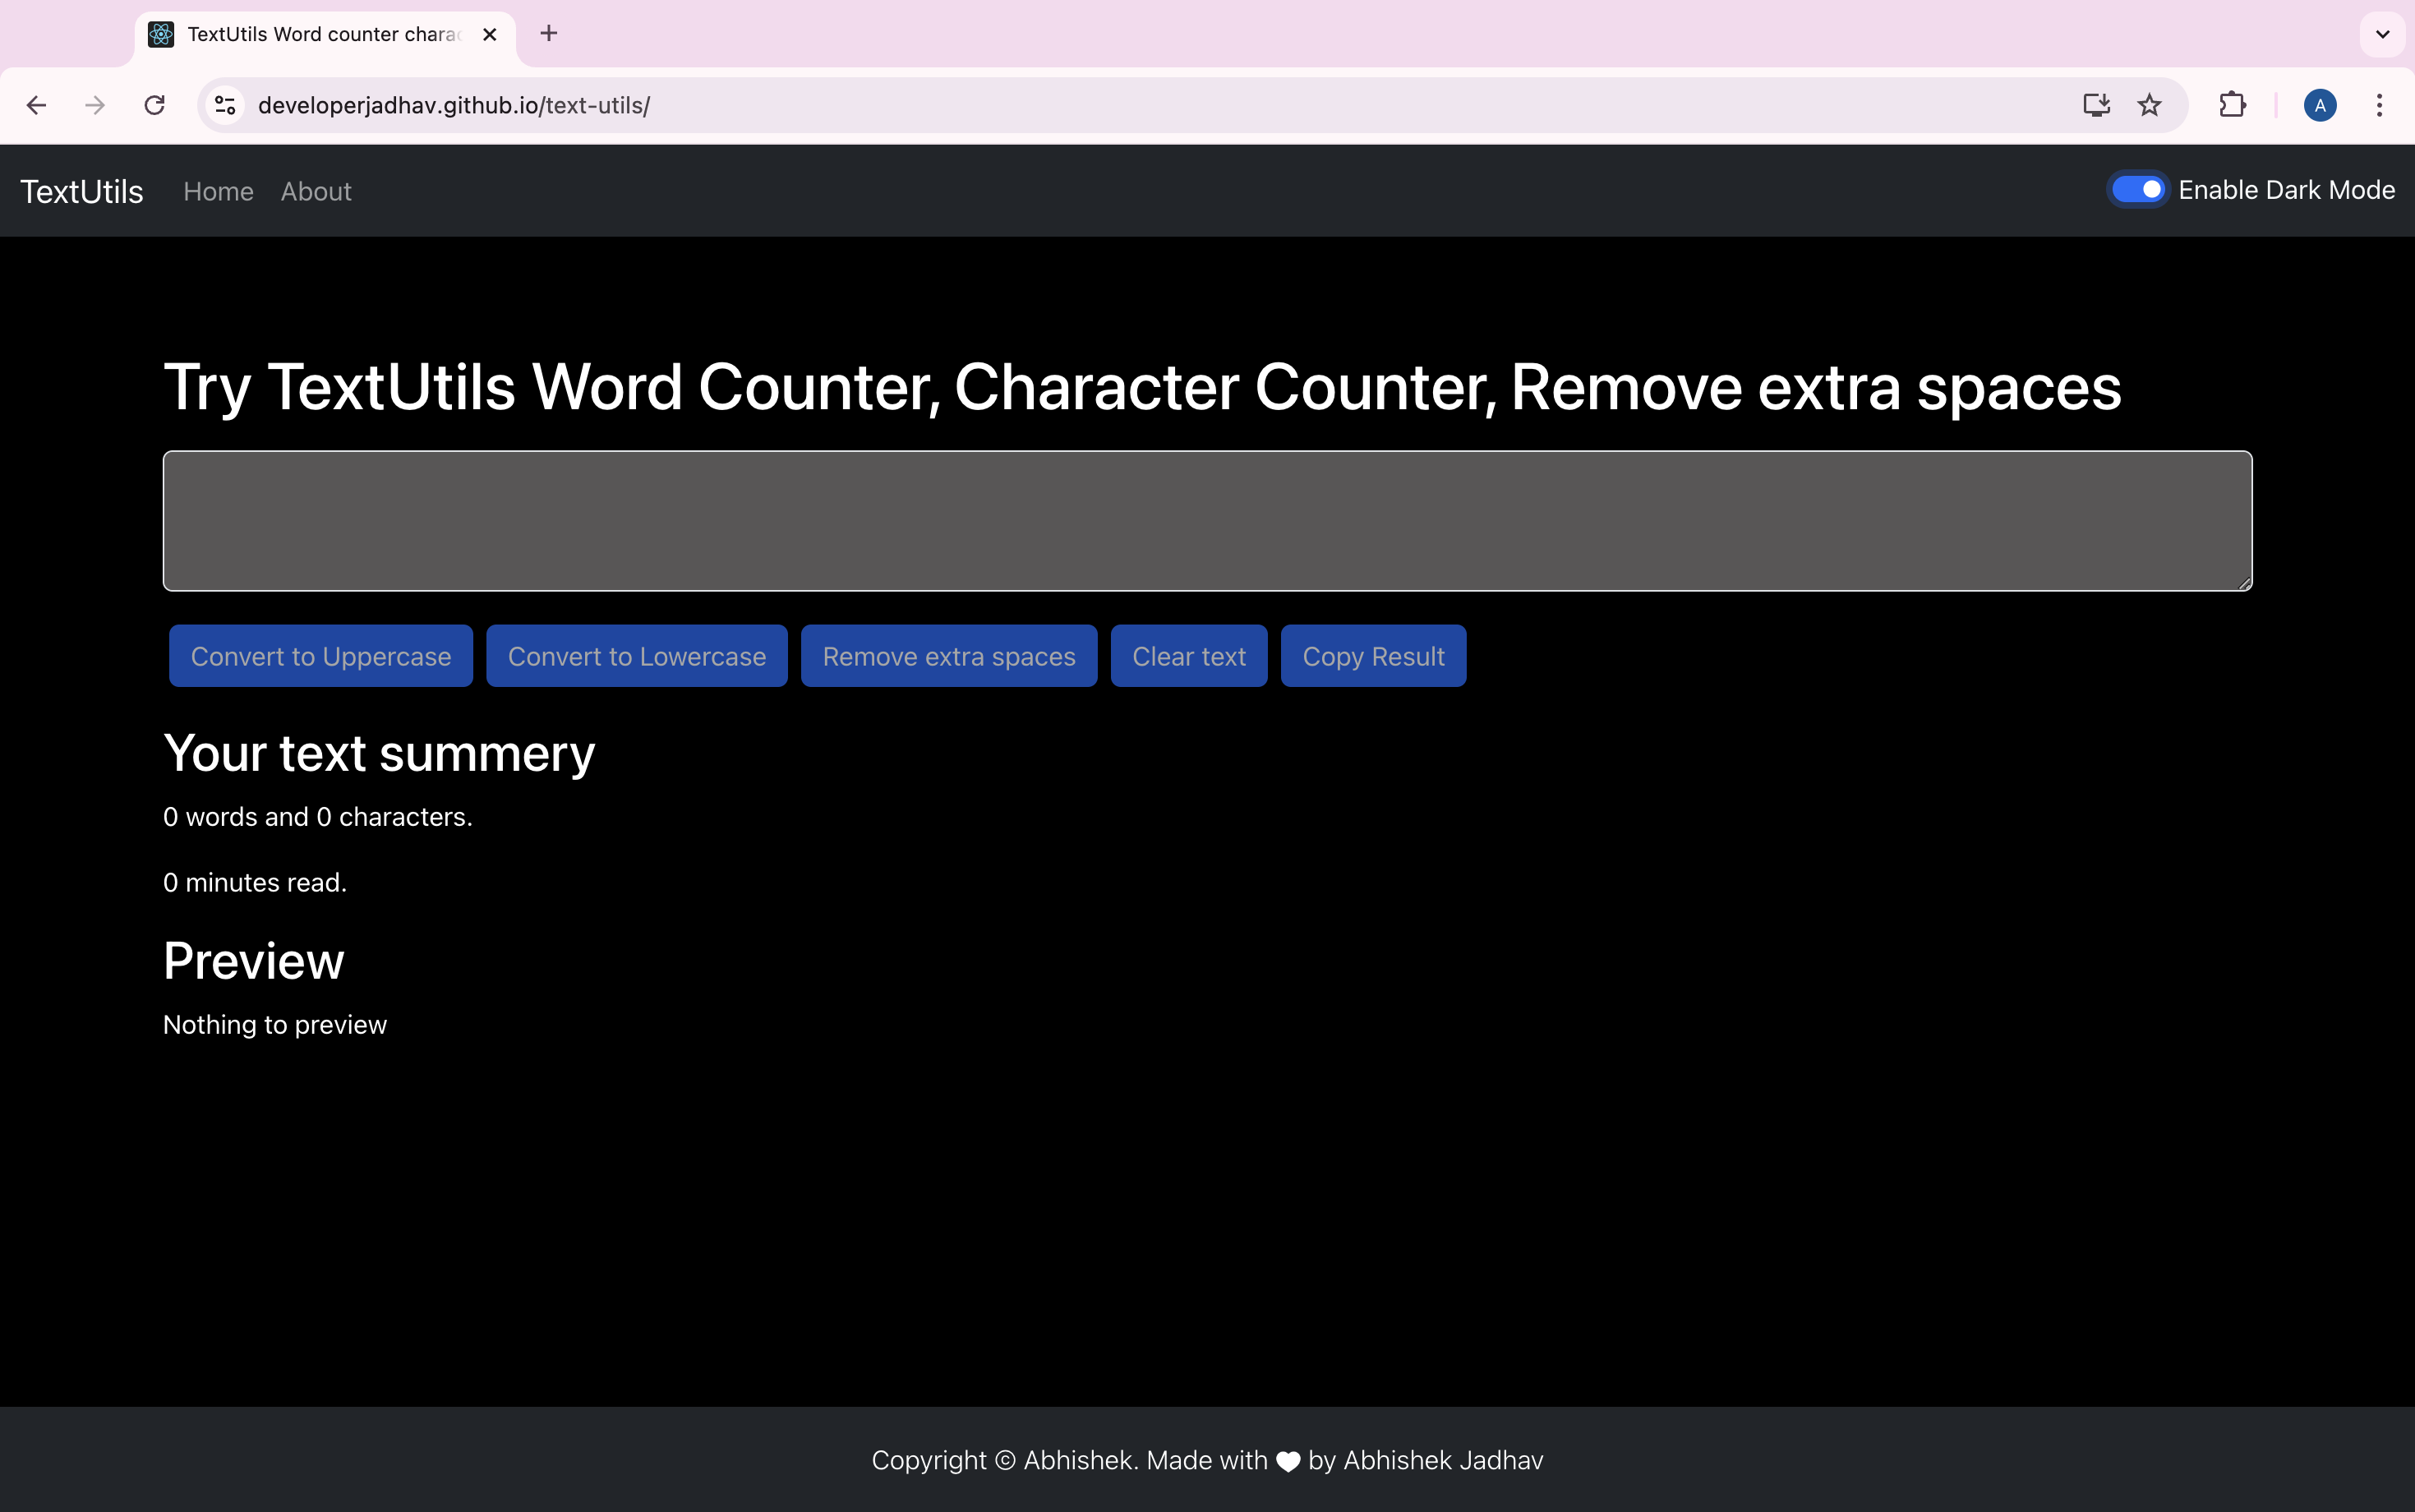 TextUtils Word counter charac
developerjadhav.github.io/text-utils/
A
TextUtils Home About Enable Dark Mode
Try TextUtils Word Counter, Character Counter, Remove extra spaces
Convert to Uppercase Convert to Lowercase Remove extra spaces Clear text Copy Result
Your text summery
0 words and 0 characters.
0 minutes read.
Preview
Nothing to preview
Copyright © Abhishek. Made with ♥ by Abhishek Jadhav